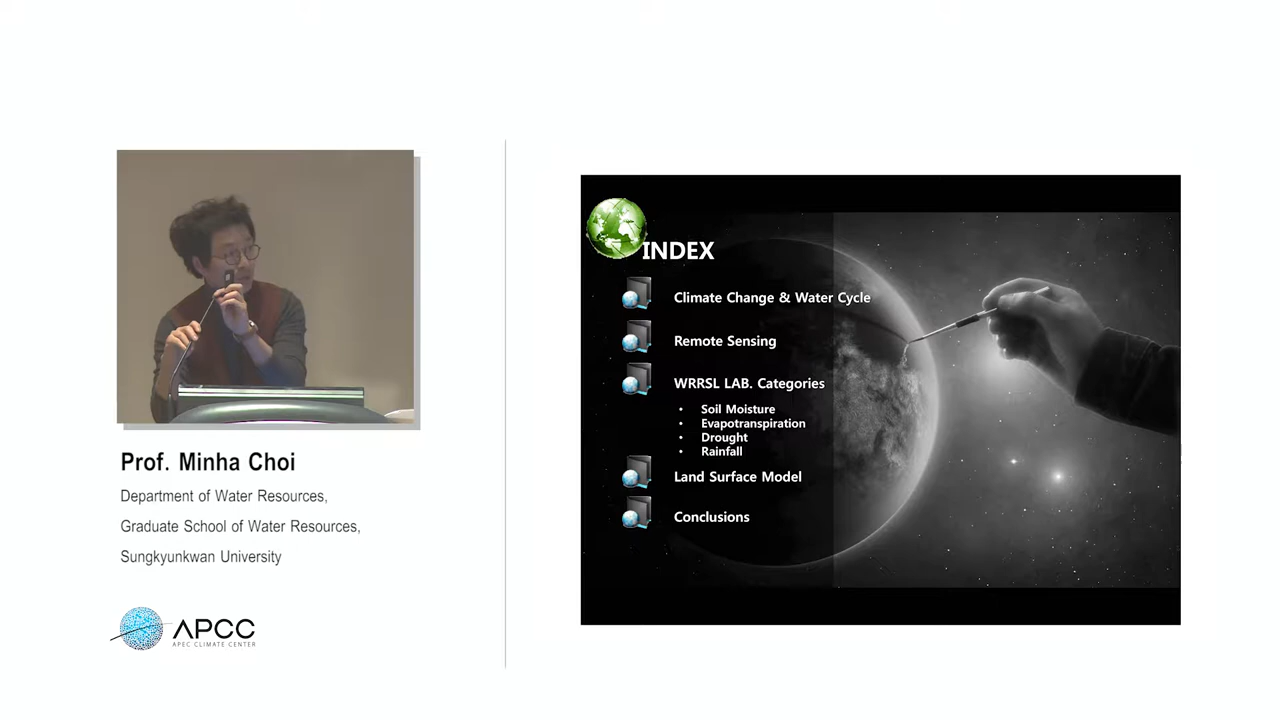 Prof. Minha Choi
Department of Water Resources,
Graduate School of Water Resources,
Sungkyunkwan University
APCC
APEC CLIMATE CENTER
INDEX
Climate Change & Water Cycle
Remote Sensing
WRRSL LAB. Categories
• Soil Moisture
• Evapotranspiration
• Drought
• Rainfall
Land Surface Model
Conclusions